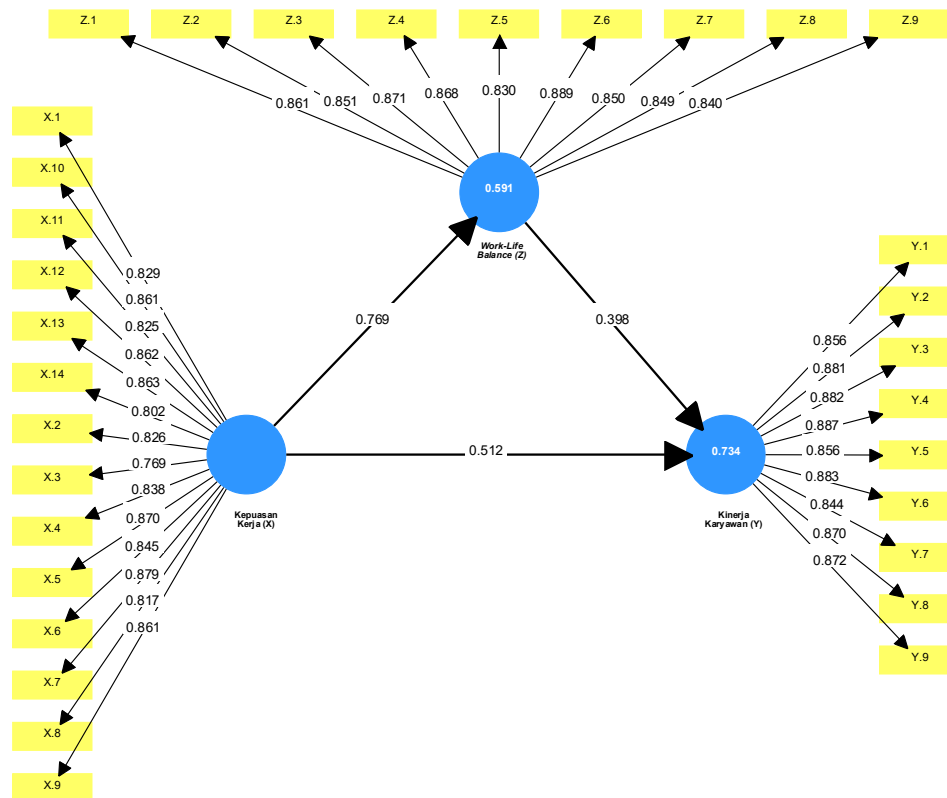 Z.1 Z.2 Z.3 Z.4 Z.5 Z.6 Z.7 Z.8 Z.9
0.861 0.851 0.871 0.868 0.830 0.889 0.850 0.849 0.840
0.591
Work-Life
Balance (Z)
X.1
X.10
X.11
X.12
X.13
X.14
X.2
X.3
X.4
X.5
X.6
X.7
X.8
X.9
0.829
0.861
0.825
0.862
0.863
0.802
0.826
0.769
0.838
0.870
0.845
0.879
0.817
0.861
Kepuasan
Kerja (X)
0.769
0.398
0.512
0.734
Kinerja
Karyawan (Y)
0.856
0.881
0.882
0.887
0.856
0.883
0.844
0.870
0.872
Y.1
Y.2
Y.3
Y.4
Y.5
Y.6
Y.7
Y.8
Y.9